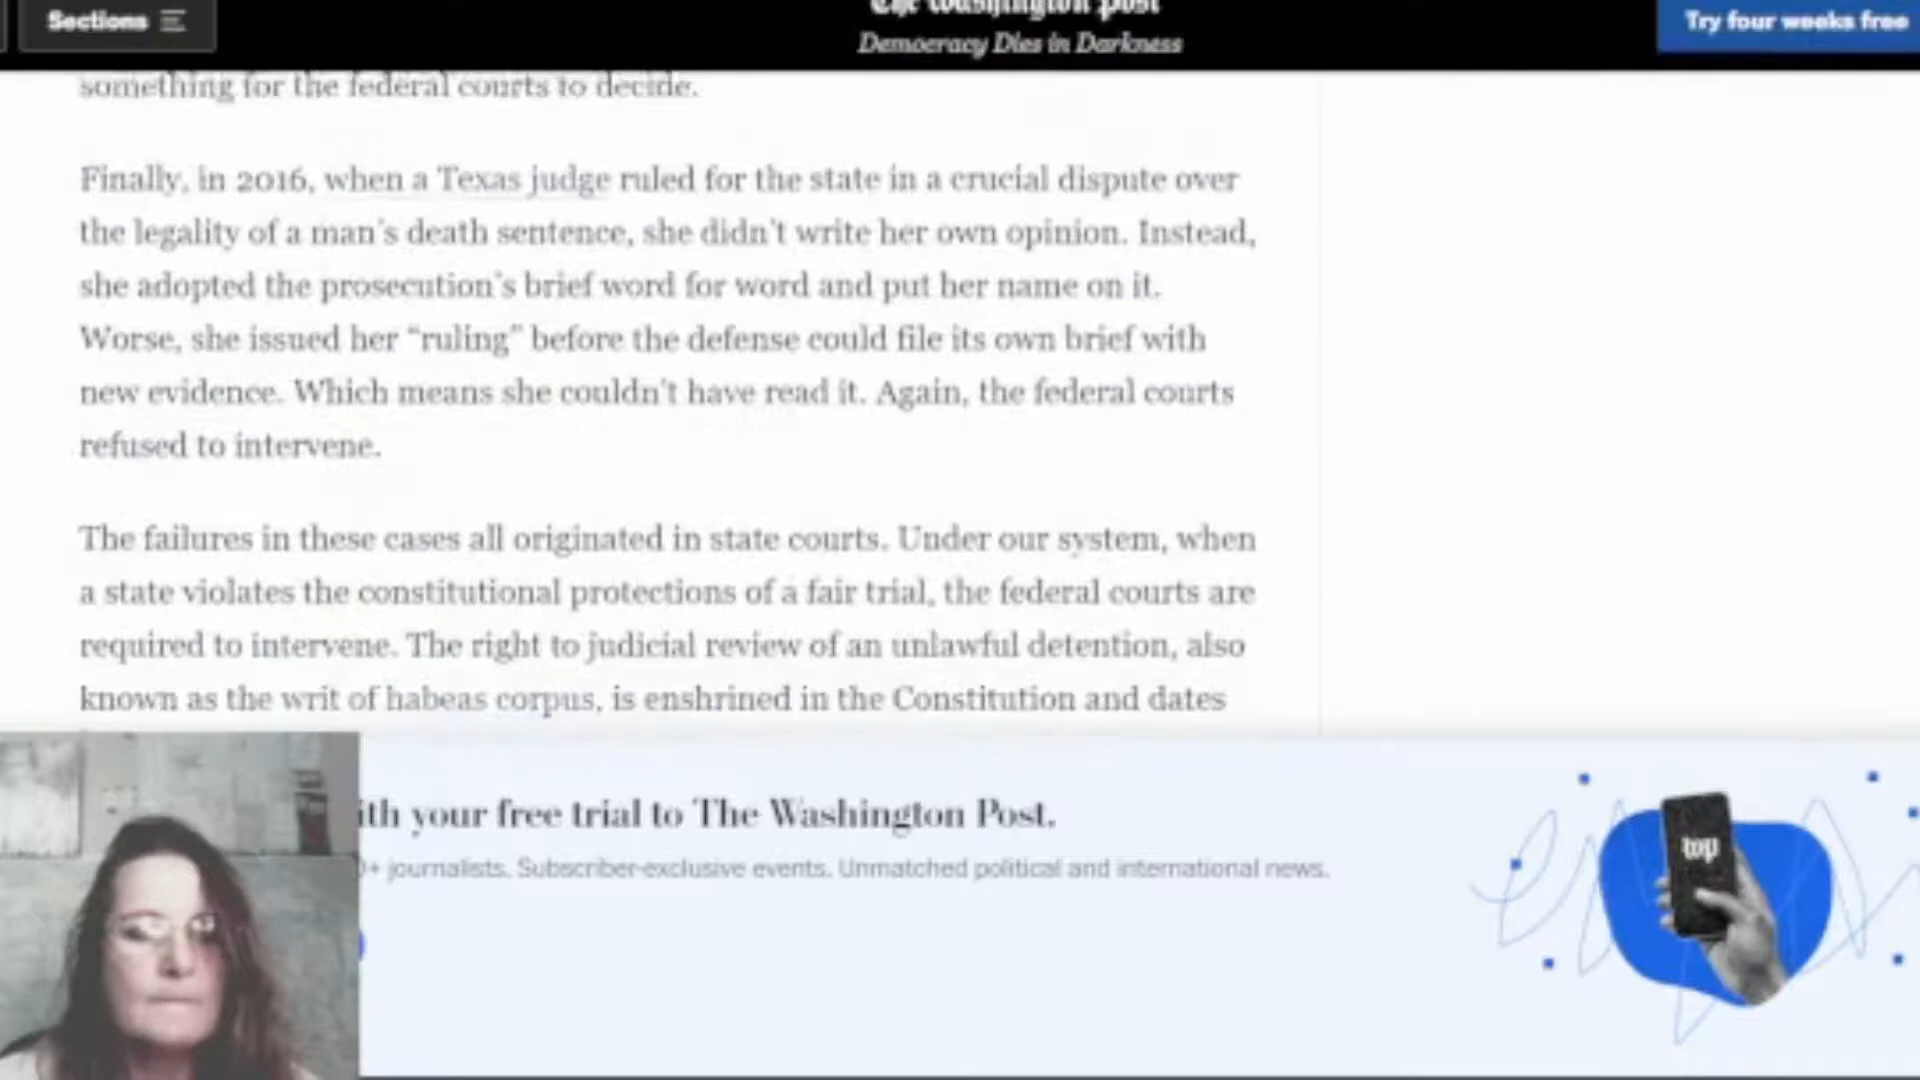 Sections
The Washington Post
Democracy Dies in Darkness
Try four weeks free
something for the federal courts to decide.
Finally, in 2016, when a Texas judge ruled for the state in a crucial dispute over
the legality of a man's death sentence, she didn't write her own opinion. Instead,
she adopted the prosecution's brief word for word and put her name on it.
Worse, she issued her “ruling” before the defense could file its own brief with
new evidence. Which means she couldn't have read it. Again, the federal courts
refused to intervene.
The failures in these cases all originated in state courts. Under our system, when
a state violates the constitutional protections of a fair trial, the federal courts are
required to intervene. The right to judicial review of an unlawful detention, also
known as the writ of habeas corpus, is enshrined in the Constitution and dates
ith your free trial to The Washington Post.
+ journalists. Subscriber-exclusive events. Unmatched political and international news.
wp